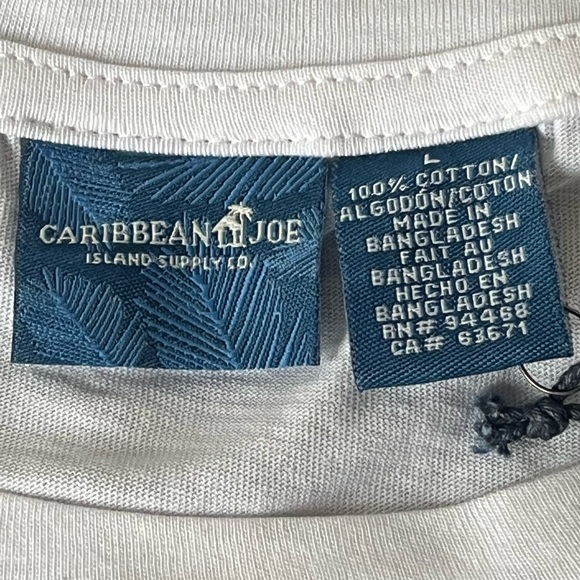 CARIBBEAN JOE
ISLAND SUPPLY CO.
L
100% COTTON/
ALGODÓN/COTON
MADE IN
BANGLADESH
FAIT AU
BANGLADESH
HECHO EN
BANGLADESH
RN# 94468
CA# 63671